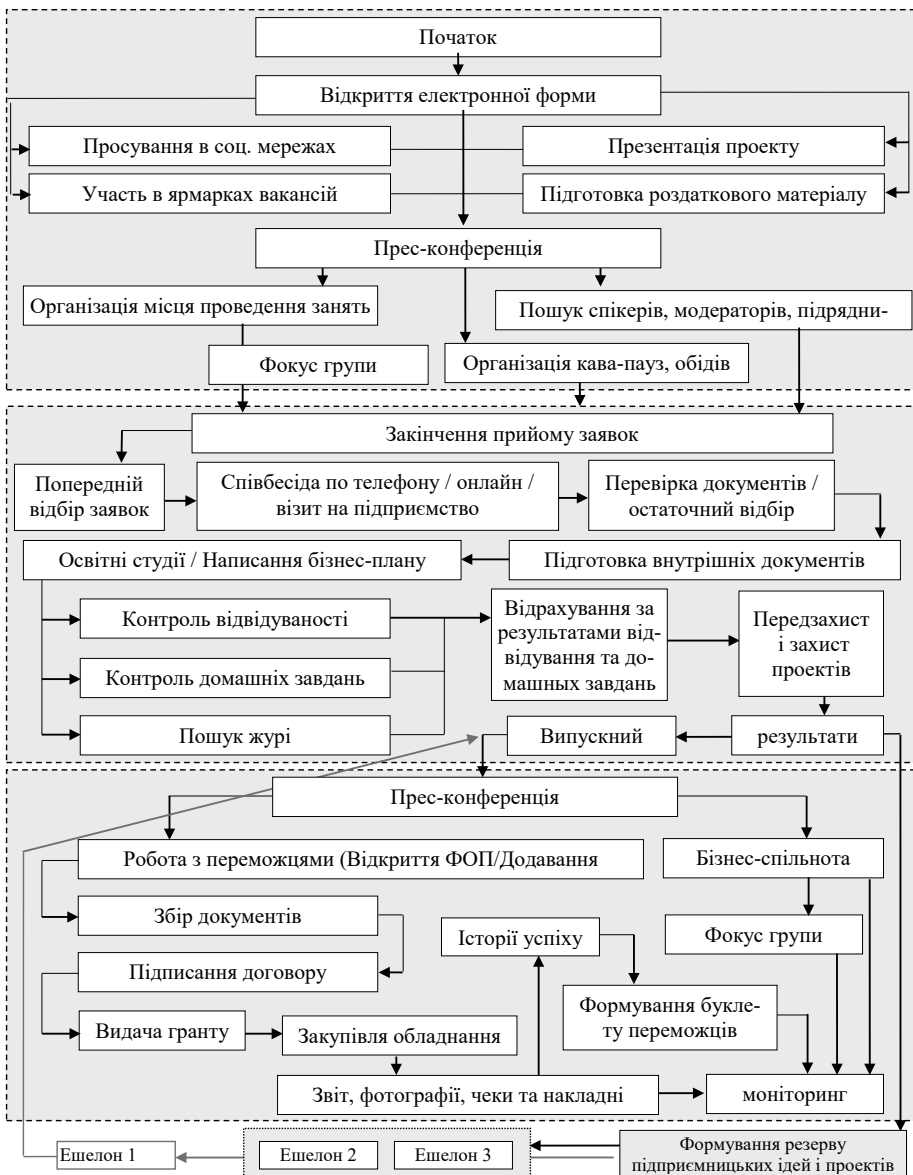 Початок
Відкриття електронної форми
Просування в соц. мережах
Презентація проекту
Участь в ярмарках вакансій
Підготовка роздаткового матеріалу
Прес-конференція
Організація місця проведення занять
Пошук спікерів, модераторів, підрядни-
Фокус групи
Організація кава-пауз, обідів
Закінчення прийому заявок
Попередній
відбір заявок
Співбесіда по телефону / онлайн /
візит на підприємство
Перевірка документів /
остаточний відбір
Освітні студії / Написання бізнес-плану
Підготовка внутрішніх документів
Контроль відвідуваності
Контроль домашніх завдань
Пошук журі
Відрахування за
результатами від-
відування та до-
машных завдань
Передзахист
і захист
проектів
Випускний
результати
Прес-конференція
Робота з переможцями (Відкриття ФОП/Додавання
Бізнес-спільнота
Збір документів
Історії успіху
Фокус групи
Підписання договору
Формування букле-
ту переможців
Видача гранту
Закупівля обладнання
Звіт, фотографії, чеки та накладні
моніторинг
Ешелон 1
Ешелон 2
Ешелон 3
Формування резерву
підприємницьких ідей і проектів